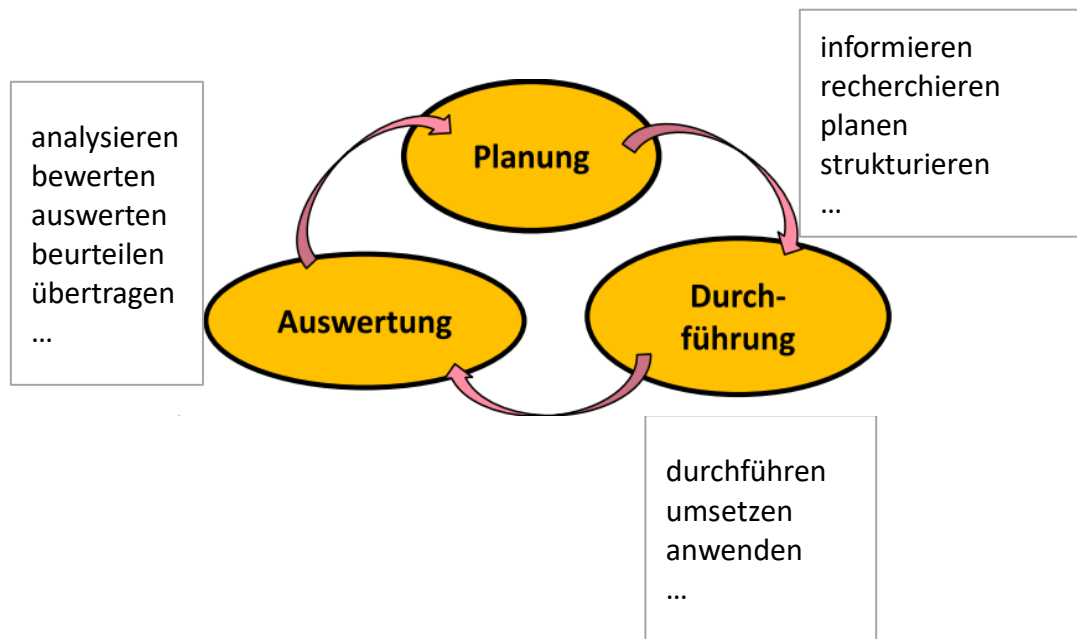 informieren
recherchieren
planen
strukturieren
…
analysieren
bewerten
auswerten
beurteilen
übertragen
…
Planung
Auswertung
Durch-
führung
durchführen
umsetzen
anwenden
…